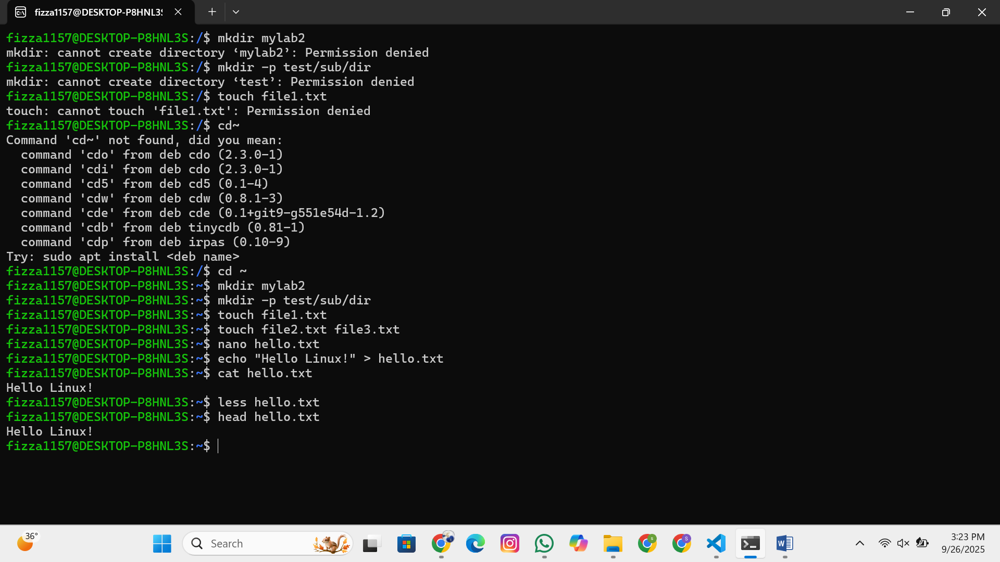 fizza1157@DESKTOP-P8HNL3S
fizza1157@DESKTOP-P8HNL3S:/$ mkdir mylab2
mkdir: cannot create directory ‘mylab2’: Permission denied
fizza1157@DESKTOP-P8HNL3S:/$ mkdir -p test/sub/dir
mkdir: cannot create directory ‘test’: Permission denied
fizza1157@DESKTOP-P8HNL3S:/$ touch file1.txt
touch: cannot touch 'file1.txt': Permission denied
fizza1157@DESKTOP-P8HNL3S:/$ cd~
Command 'cd~' not found, did you mean:
  command 'cdo' from deb cdo (2.3.0-1)
  command 'cdi' from deb cdo (2.3.0-1)
  command 'cd5' from deb cd5 (0.1-4)
  command 'cdw' from deb cdw (0.8.1-3)
  command 'cde' from deb cde (0.1+git9-g551e54d-1.2)
  command 'cdb' from deb tinycdb (0.81-1)
  command 'cdp' from deb irpas (0.10-9)
Try: sudo apt install <deb name>
fizza1157@DESKTOP-P8HNL3S:/$ cd ~
fizza1157@DESKTOP-P8HNL3S:~$ mkdir mylab2
fizza1157@DESKTOP-P8HNL3S:~$ mkdir -p test/sub/dir
fizza1157@DESKTOP-P8HNL3S:~$ touch file1.txt
fizza1157@DESKTOP-P8HNL3S:~$ touch file2.txt file3.txt
fizza1157@DESKTOP-P8HNL3S:~$ nano hello.txt
fizza1157@DESKTOP-P8HNL3S:~$ echo "Hello Linux!" > hello.txt
fizza1157@DESKTOP-P8HNL3S:~$ cat hello.txt
Hello Linux!
fizza1157@DESKTOP-P8HNL3S:~$ less hello.txt
fizza1157@DESKTOP-P8HNL3S:~$ head hello.txt
Hello Linux!
fizza1157@DESKTOP-P8HNL3S:~$
36°
Search
3:23 PM
9/26/2025